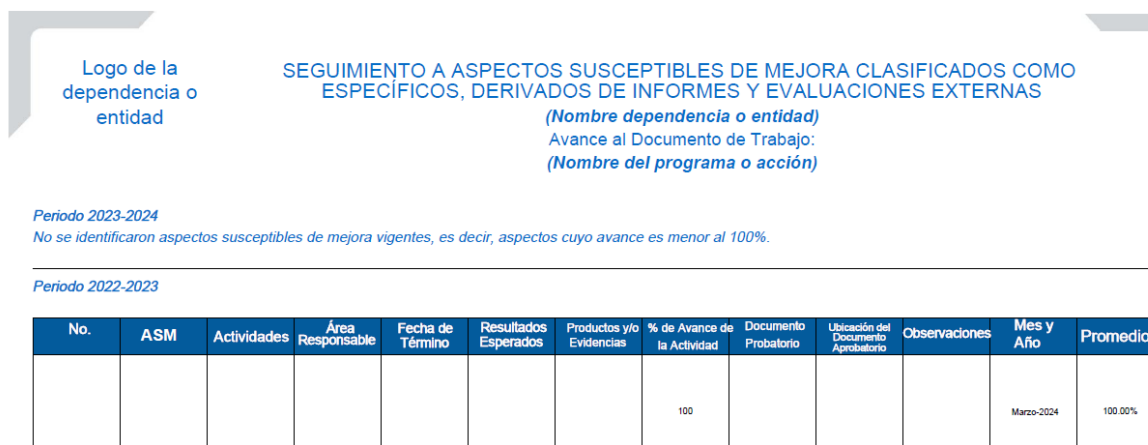 Logo de la
dependencia o
entidad
SEGUIMIENTO A ASPECTOS SUSCEPTIBLES DE MEJORA CLASIFICADOS COMO
ESPECÍFICOS, DERIVADOS DE INFORMES Y EVALUACIONES EXTERNAS
(Nombre dependencia o entidad)
Avance al Documento de Trabajo:
(Nombre del programa o acción)
Periodo 2023-2024
No se identificaron aspectos susceptibles de mejora vigentes, es decir, aspectos cuyo avance es menor al 100%.
Periodo 2022-2023
No.
ASM
Actividades
Área
Responsable
Fecha de
Término
Resultados
Esperados
Productos y/o
Evidencias
% de Avance de
la Actividad
Documento
Probatorio
Ubicación del
Documento
Aprobatorio
Observaciones
Mes y
Año
Promedio
100
Marzo-2024
100.00%